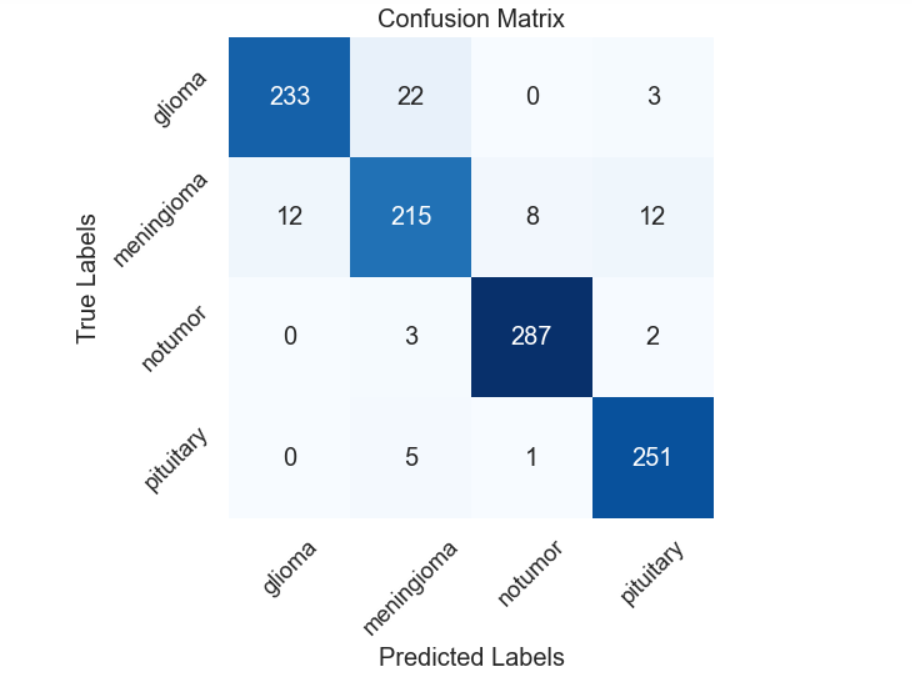 Confusion Matrix
True Labels
glioma 233 22 0 3
meningioma 12 215 8 12
notumor 0 3 287 2
pituitary 0 5 1 251
glioma meningioma notumor pituitary
Predicted Labels